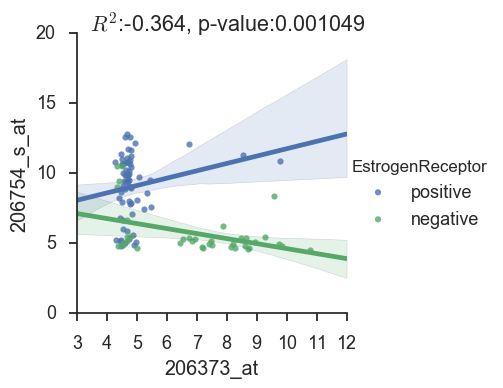 R²:-0.364, p-value:0.001049
20
15
10
5
0
206754_s_at
3 4 5 6 7 8 9 10 11 12
206373_at
EstrogenReceptor
positive
negative